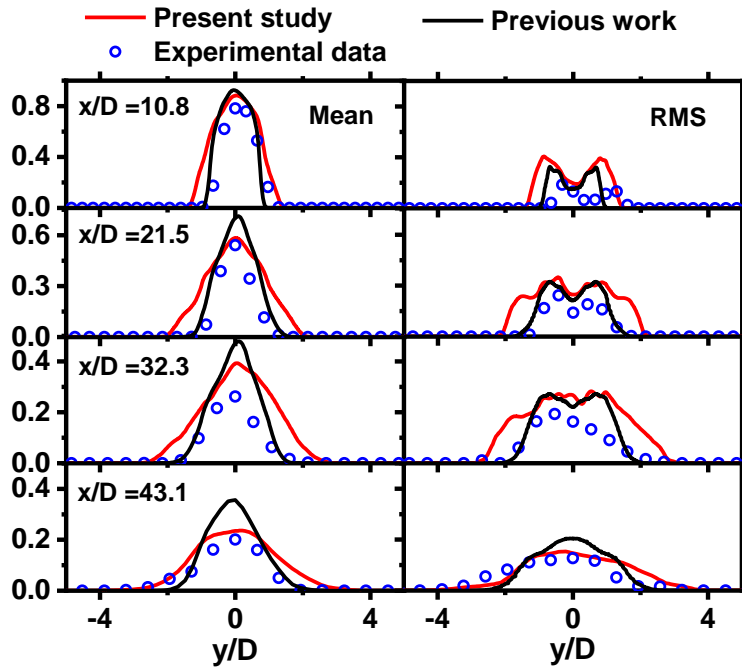 Present study
Previous work
Experimental data
x/D =10.8
Mean
RMS
0.8
0.4
0.0
x/D =21.5
0.6
0.3
0.0
x/D =32.3
0.4
0.2
0.0
x/D =43.1
0.4
0.2
0.0
-4
0
4
-4
0
4
y/D
y/D